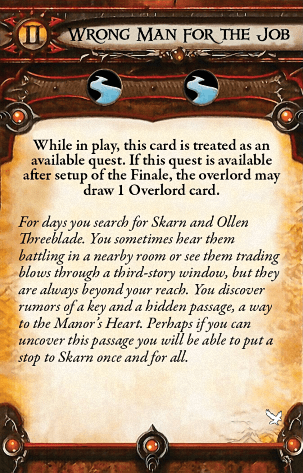 II WRONG MAN FOR THE JOB
While in play, this card is treated as an
available quest. If this quest is available
after setup of the Finale, the overlord may
draw 1 Overlord card.
For days you search for Skarn and Ollen
Threeblade. You sometimes hear them
battling in a nearby room or see them trading
blows through a third-story window, but they
are always beyond your reach. You discover
rumors of a key and a hidden passage, a way
to the Manor's Heart. Perhaps if you can
uncover this passage you will be able to put a
stop to Skarn once and for all.